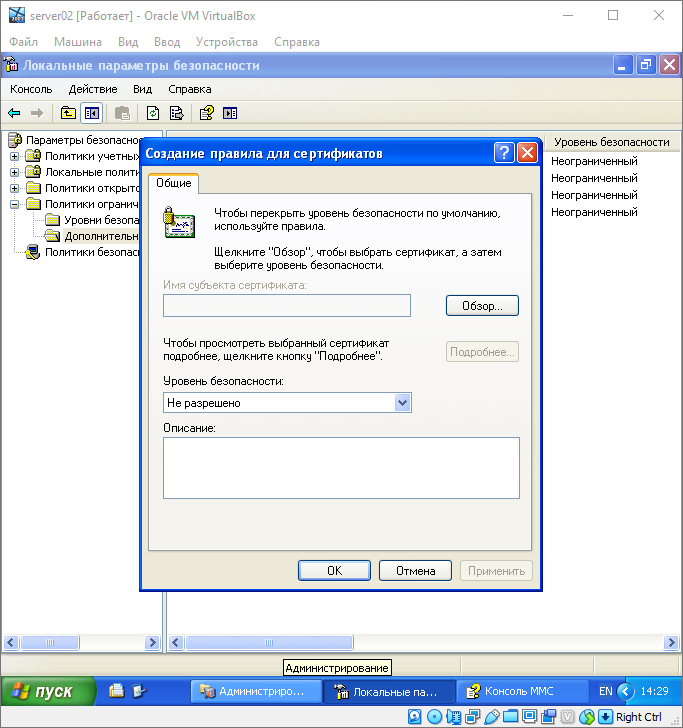 server02 [Работает] - Oracle VM VirtualBox
Файл Машина Вид Ввод Устройства Справка
Локальные параметры безопасности
Консоль Действие Вид Справка
Параметры безопаснос
Политики учетных
Локальные полити
Политики открыто
Политики огранич
Уровни безопа
Дополнительн
Политики безопас
Уровень безопасности
Неограниченный
Неограниченный
Неограниченный
Неограниченный
Создание правила для сертификатов
Общие
Чтобы перекрыть уровень безопасности по умолчанию,
используйте правила.
Щелкните "Обзор", чтобы выбрать сертификат, а затем
выберите уровень безопасности.
Имя субъекта сертификата:
Обзор...
Чтобы просмотреть выбранный сертификат
подробнее, щелкните кнопку "Подробнее".
Подробнее...
Уровень безопасности:
Не разрешено
Описание:
OK Отмена Применить
Администрирование
пуск Администриро... Локальные па... Консоль MMC EN 14:29
Right Ctrl